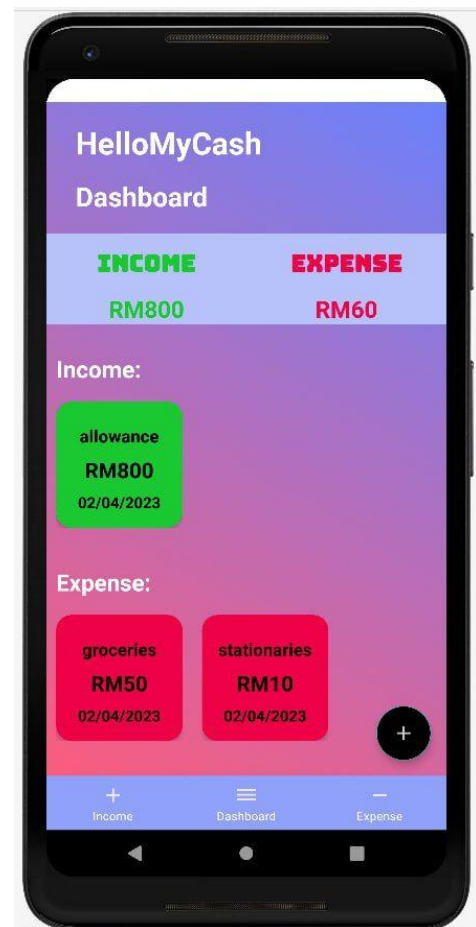 HelloMyCash
Dashboard
INCOME EXPENSE
RM800 RM60
Income:
allowance
RM800
02/04/2023
Expense:
groceries stationaries
RM50 RM10
02/04/2023 02/04/2023
+
Income Dashboard Expense